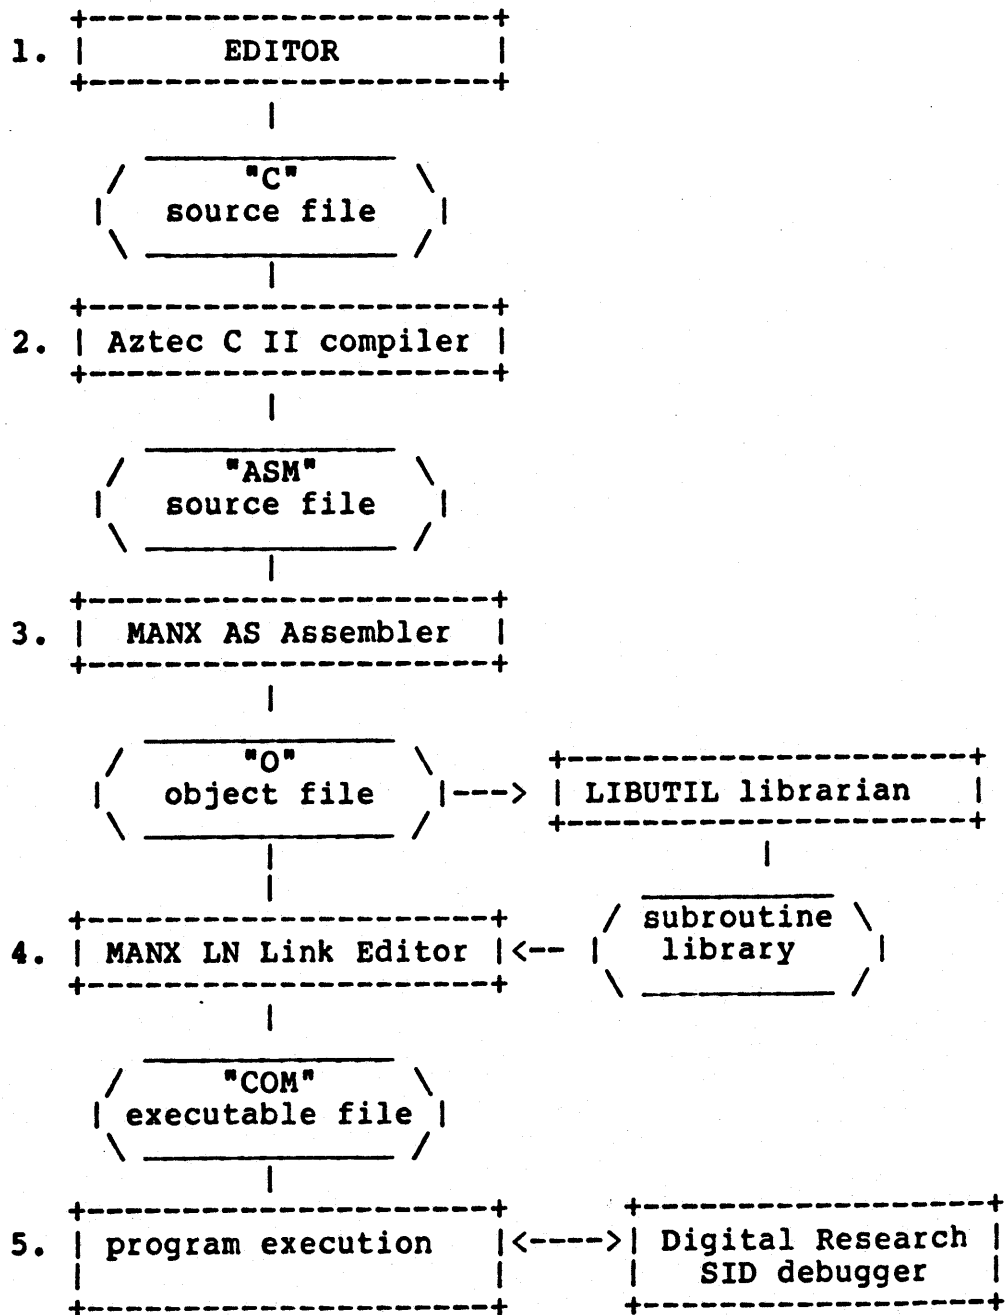 1. EDITOR
"C"
source file
2. Aztec C II compiler
"ASM"
source file
3. MANX AS Assembler
"O"
object file ---> LIBUTIL librarian
4. MANX LN Link Editor <-- subroutine
library
"COM"
executable file
5. program execution <----> Digital Research
SID debugger